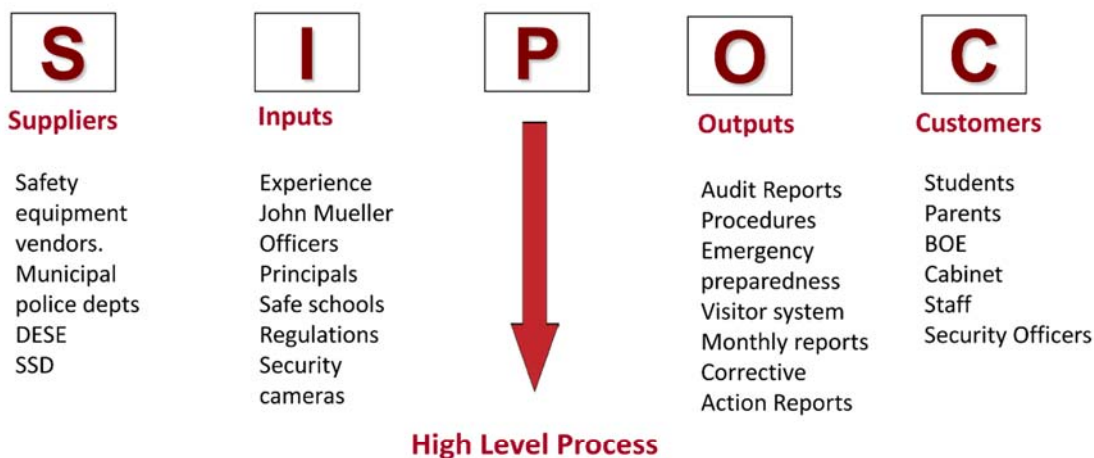 S
I
P
O
C
Suppliers
Inputs
Outputs
Customers
Safety
equipment
vendors.
Municipal
police depts
DESE
SSD
Experience
John Mueller
Officers
Principals
Safe schools
Regulations
Security
cameras
Audit Reports
Procedures
Emergency
preparedness
Visitor system
Monthly reports
Corrective
Action Reports
Students
Parents
BOE
Cabinet
Staff
Security Officers
High Level Process